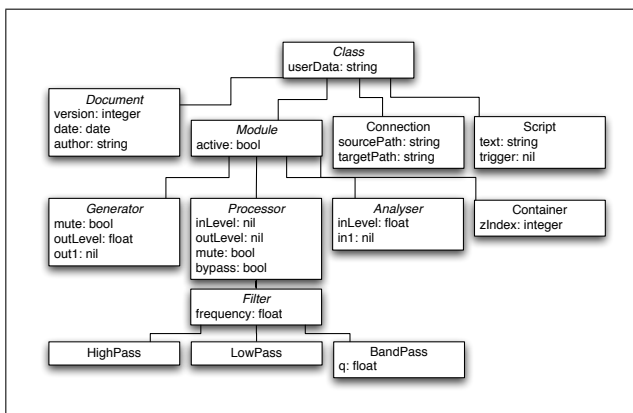 Class
userData: string
Document
version: integer
date: date
author: string
Module
active: bool
Connection
sourcePath: string
targetPath: string
Script
text: string
trigger: nil
Generator
mute: bool
outLevel: float
out1: nil
Processor
inLevel: nil
outLevel: nil
mute: bool
bypass: bool
Analyser
inLevel: float
in1: nil
Container
zIndex: integer
Filter
frequency: float
HighPass
LowPass
BandPass
q: float